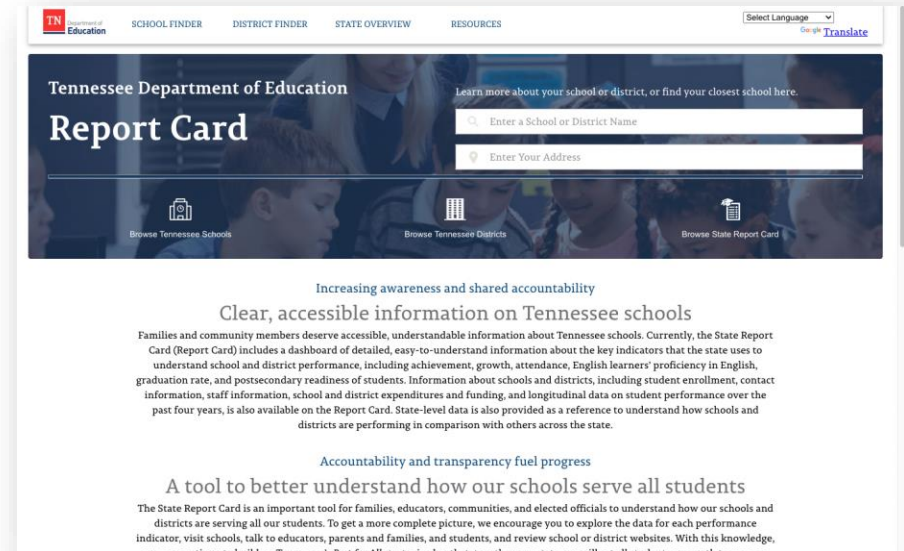 TN
Department of
Education
SCHOOL FINDER
DISTRICT FINDER
STATE OVERVIEW
RESOURCES
Select Language
Google Translate
Tennessee Department of Education
Report Card
Learn more about your school or district, or find your closest school here.
Enter a School or District Name
Enter Your Address
Browse Tennessee Schools
Browse Tennessee Districts
Browse State Report Card
Increasing awareness and shared accountability
Clear, accessible information on Tennessee schools
Families and community members deserve accessible, understandable information about Tennessee schools. Currently, the State Report
Card (Report Card) includes a dashboard of detailed, easy-to-understand information about the key indicators that the state uses to
understand school and district performance, including achievement, growth, attendance, English learners' proficiency in English,
graduation rate, and postsecondary readiness of students. Information about schools and districts, including student enrollment, contact
information, staff information, school and district expenditures and funding, and longitudinal data on student performance over the
past four years, is also available on the Report Card. State-level data is also provided as a reference to understand how schools and
districts are performing in comparison with others across the state.
Accountability and transparency fuel progress
A tool to better understand how our schools serve all students
The State Report Card is an important tool for families, educators, communities, and elected officials to understand how our schools and
districts are serving all our students. To get a more complete picture, we encourage you to explore the data for each performance
indicator, visit schools, talk to educators, parents and families, and students, and review school or district websites. With this knowledge,